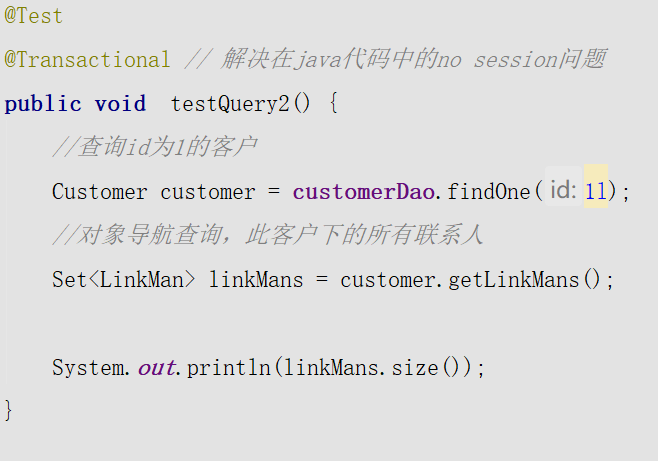 @Test
@Transactional // 解决在java代码中的no session问题
public void  testQuery2() {
//查询id为1的客户
Customer customer = customerDao.findOne( id: 1l);
//对象导航查询，此客户下的所有联系人
Set<LinkMan> linkMans = customer.getLinkMans();
System.out.println(linkMans.size());
}